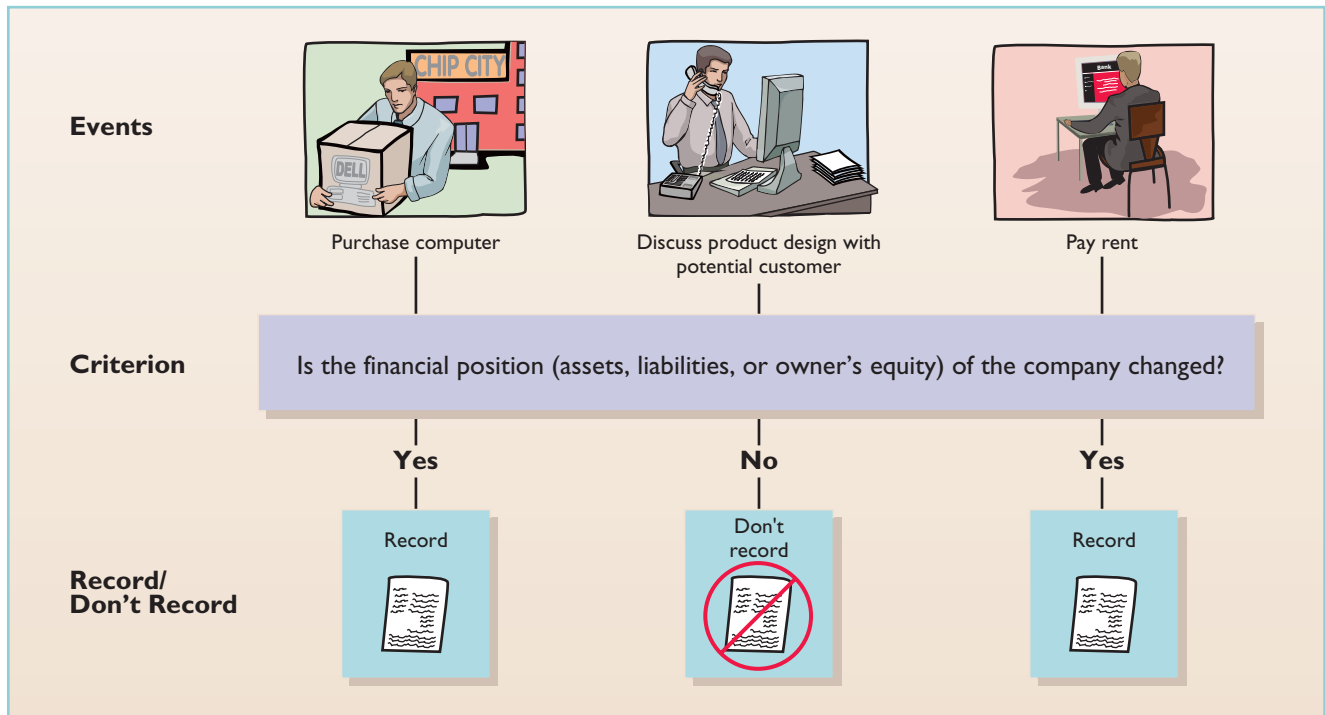 CHIP CITY
DELL
Bank
Events
Purchase computer
Discuss product design with
potential customer
Pay rent
Criterion
Is the financial position (assets, liabilities, or owner’s equity) of the company changed?
Yes
No
Yes
Record/
Don’t Record
Record
Don't
record
Record